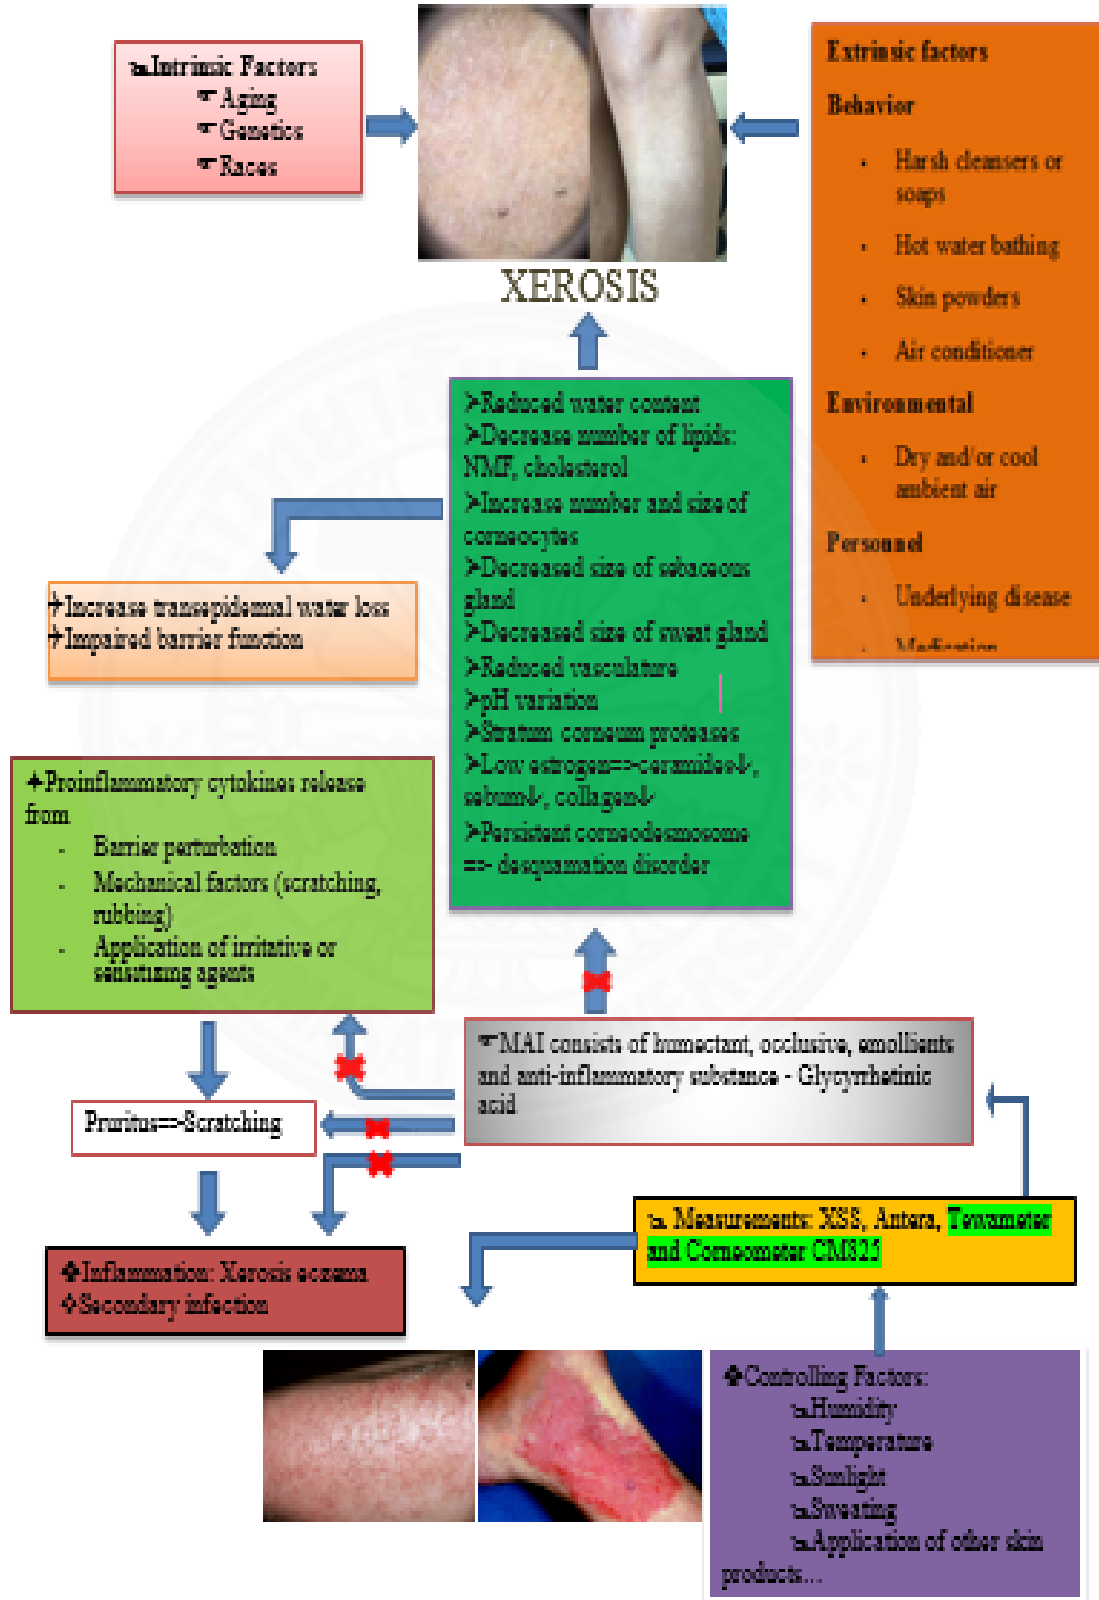 Intrinsic Factors
Aging
Genetics
Races
XEROSIS
Extrinsic factors
Behavior
Harsh cleansers or
soaps
Hot water bathing
Skin powders
Air conditioner
Environmental
Dry and/or cool
ambient air
Personnel
Underlying disease
Medication
➤Reduced water content
➤Decrease number of lipids:
NMF, cholesterol
➤Increase number and size of
corneocytes
➤Decreased size of sebaceous
gland
➤Decreased size of sweat gland
➤Reduced vasculature
➤pH variation
➤Stratum corneum proteases
➤Low estrogen=>ceramides↓,
sebum↓, collagen↓
➤Persistent corneodesmosome
=> desquamation disorder
Increase transepidermal water loss
Impaired barrier function
Proinflammatory cytokines release
from
- Barrier perturbation
- Mechanical factors (scratching,
rubbing)
- Application of irritative or
sensitizing agents
MAI consists of humectant, occlusive, emollients
and anti-inflammatory substance - Glycyrrhetinic
acid
Pruritus=>Scratching
Measurements: XSS, Antera, Tewameter
and Corneometer CM825
❖Inflammation: Xerosis eczema
❖Secondary infection
❖Controlling Factors:
Humidity
Temperature
Sunlight
Sweating
Application of other skin
products...